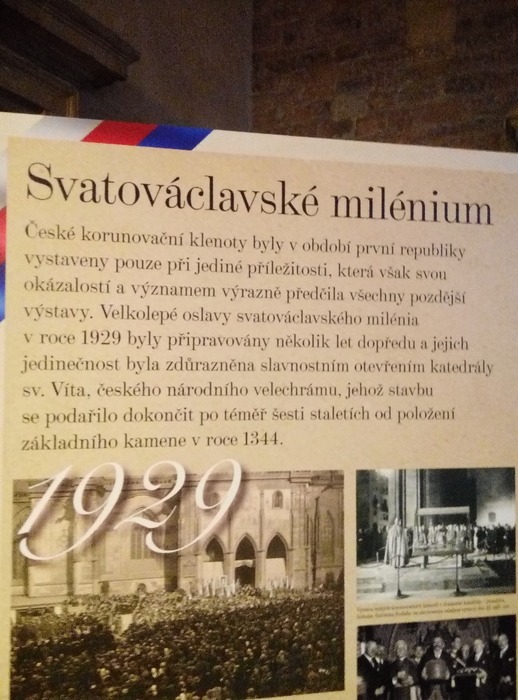 Svatováclavské milénium
České korunovační klenoty byly v období první republiky
vystaveny pouze při jediné příležitosti, která však svou
okázalostí a významem výrazně předčila všechny pozdější
výstavy. Velkolepé oslavy svatováclavského milénia
v roce 1929 byly připravovány několik let dopředu a jejich
jedinečnost byla zdůrazněna slavnostním otevřením katedrály
sv. Víta, českého národního velechrámu, jehož stavbu
se podařilo dokončit po téměř šesti staletích od položení
základního kamene v roce 1344.
1929